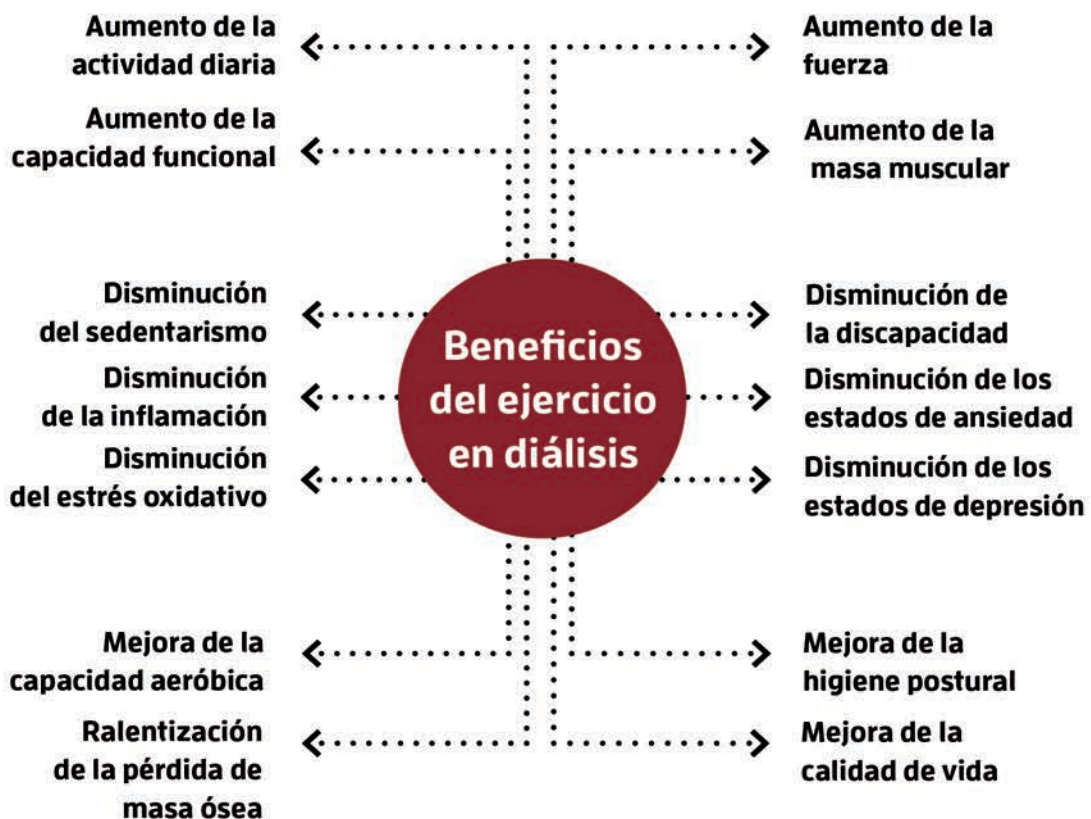 Aumento de la
actividad diaria
Aumento de la
capacidad funcional
Disminución
del sedentarismo
Disminución
de la inflamación
Disminución
del estrés oxidativo
Mejora de la
capacidad aeróbica
Ralentización
de la pérdida de
masa ósea
Beneficios
del ejercicio
en diálisis
Aumento de la
fuerza
Aumento de la
masa muscular
Disminución de
la discapacidad
Disminución de los
estados de ansiedad
Disminución de los
estados de depresión
Mejora de la
higiene postural
Mejora de la
calidad de vida